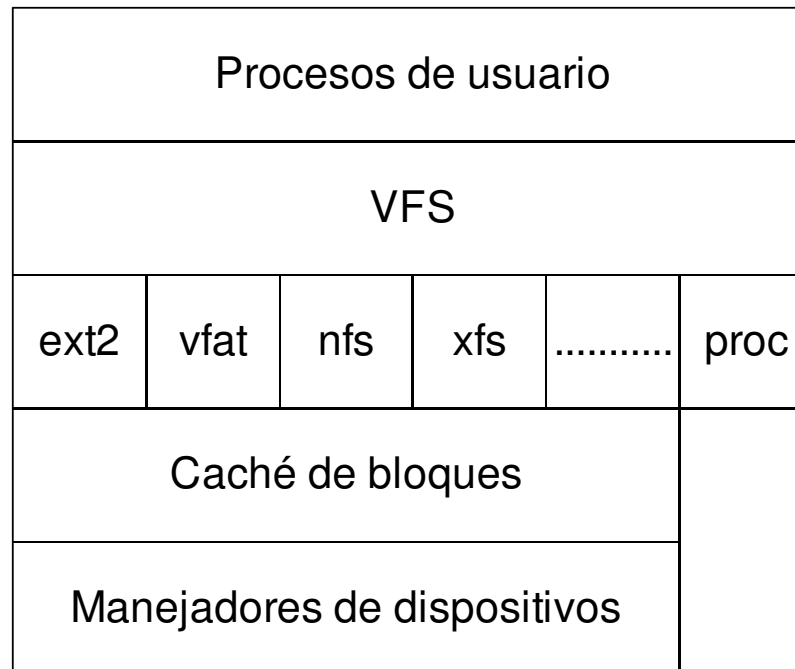 Procesos de usuario
VFS
ext2 vfat nfs xfs ........... proc
Caché de bloques
Manejadores de dispositivos